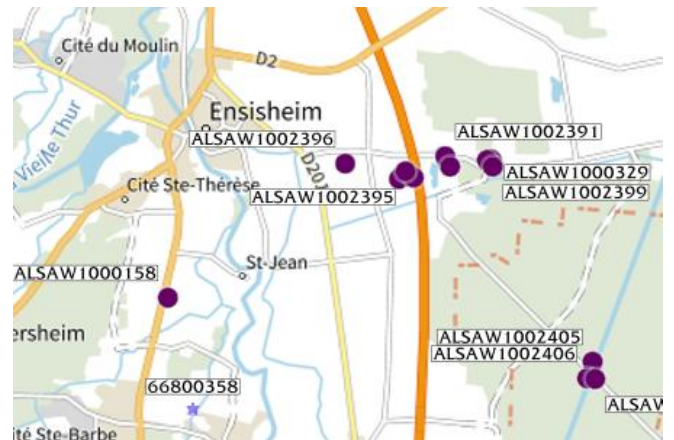 Cité du Moulin
D2
Ensisheim
Vieille Thur
ALSAW1002396
ALSAW1002391
D201
ALSAW1000329
Cité Ste-Thérèse
ALSAW1002399
ALSAW1002395
St-Jean
ALSAW1000158
ersheim
ALSAW1002405
ALSAW1002406
66800358
ALSAW
ité Ste-Barbe